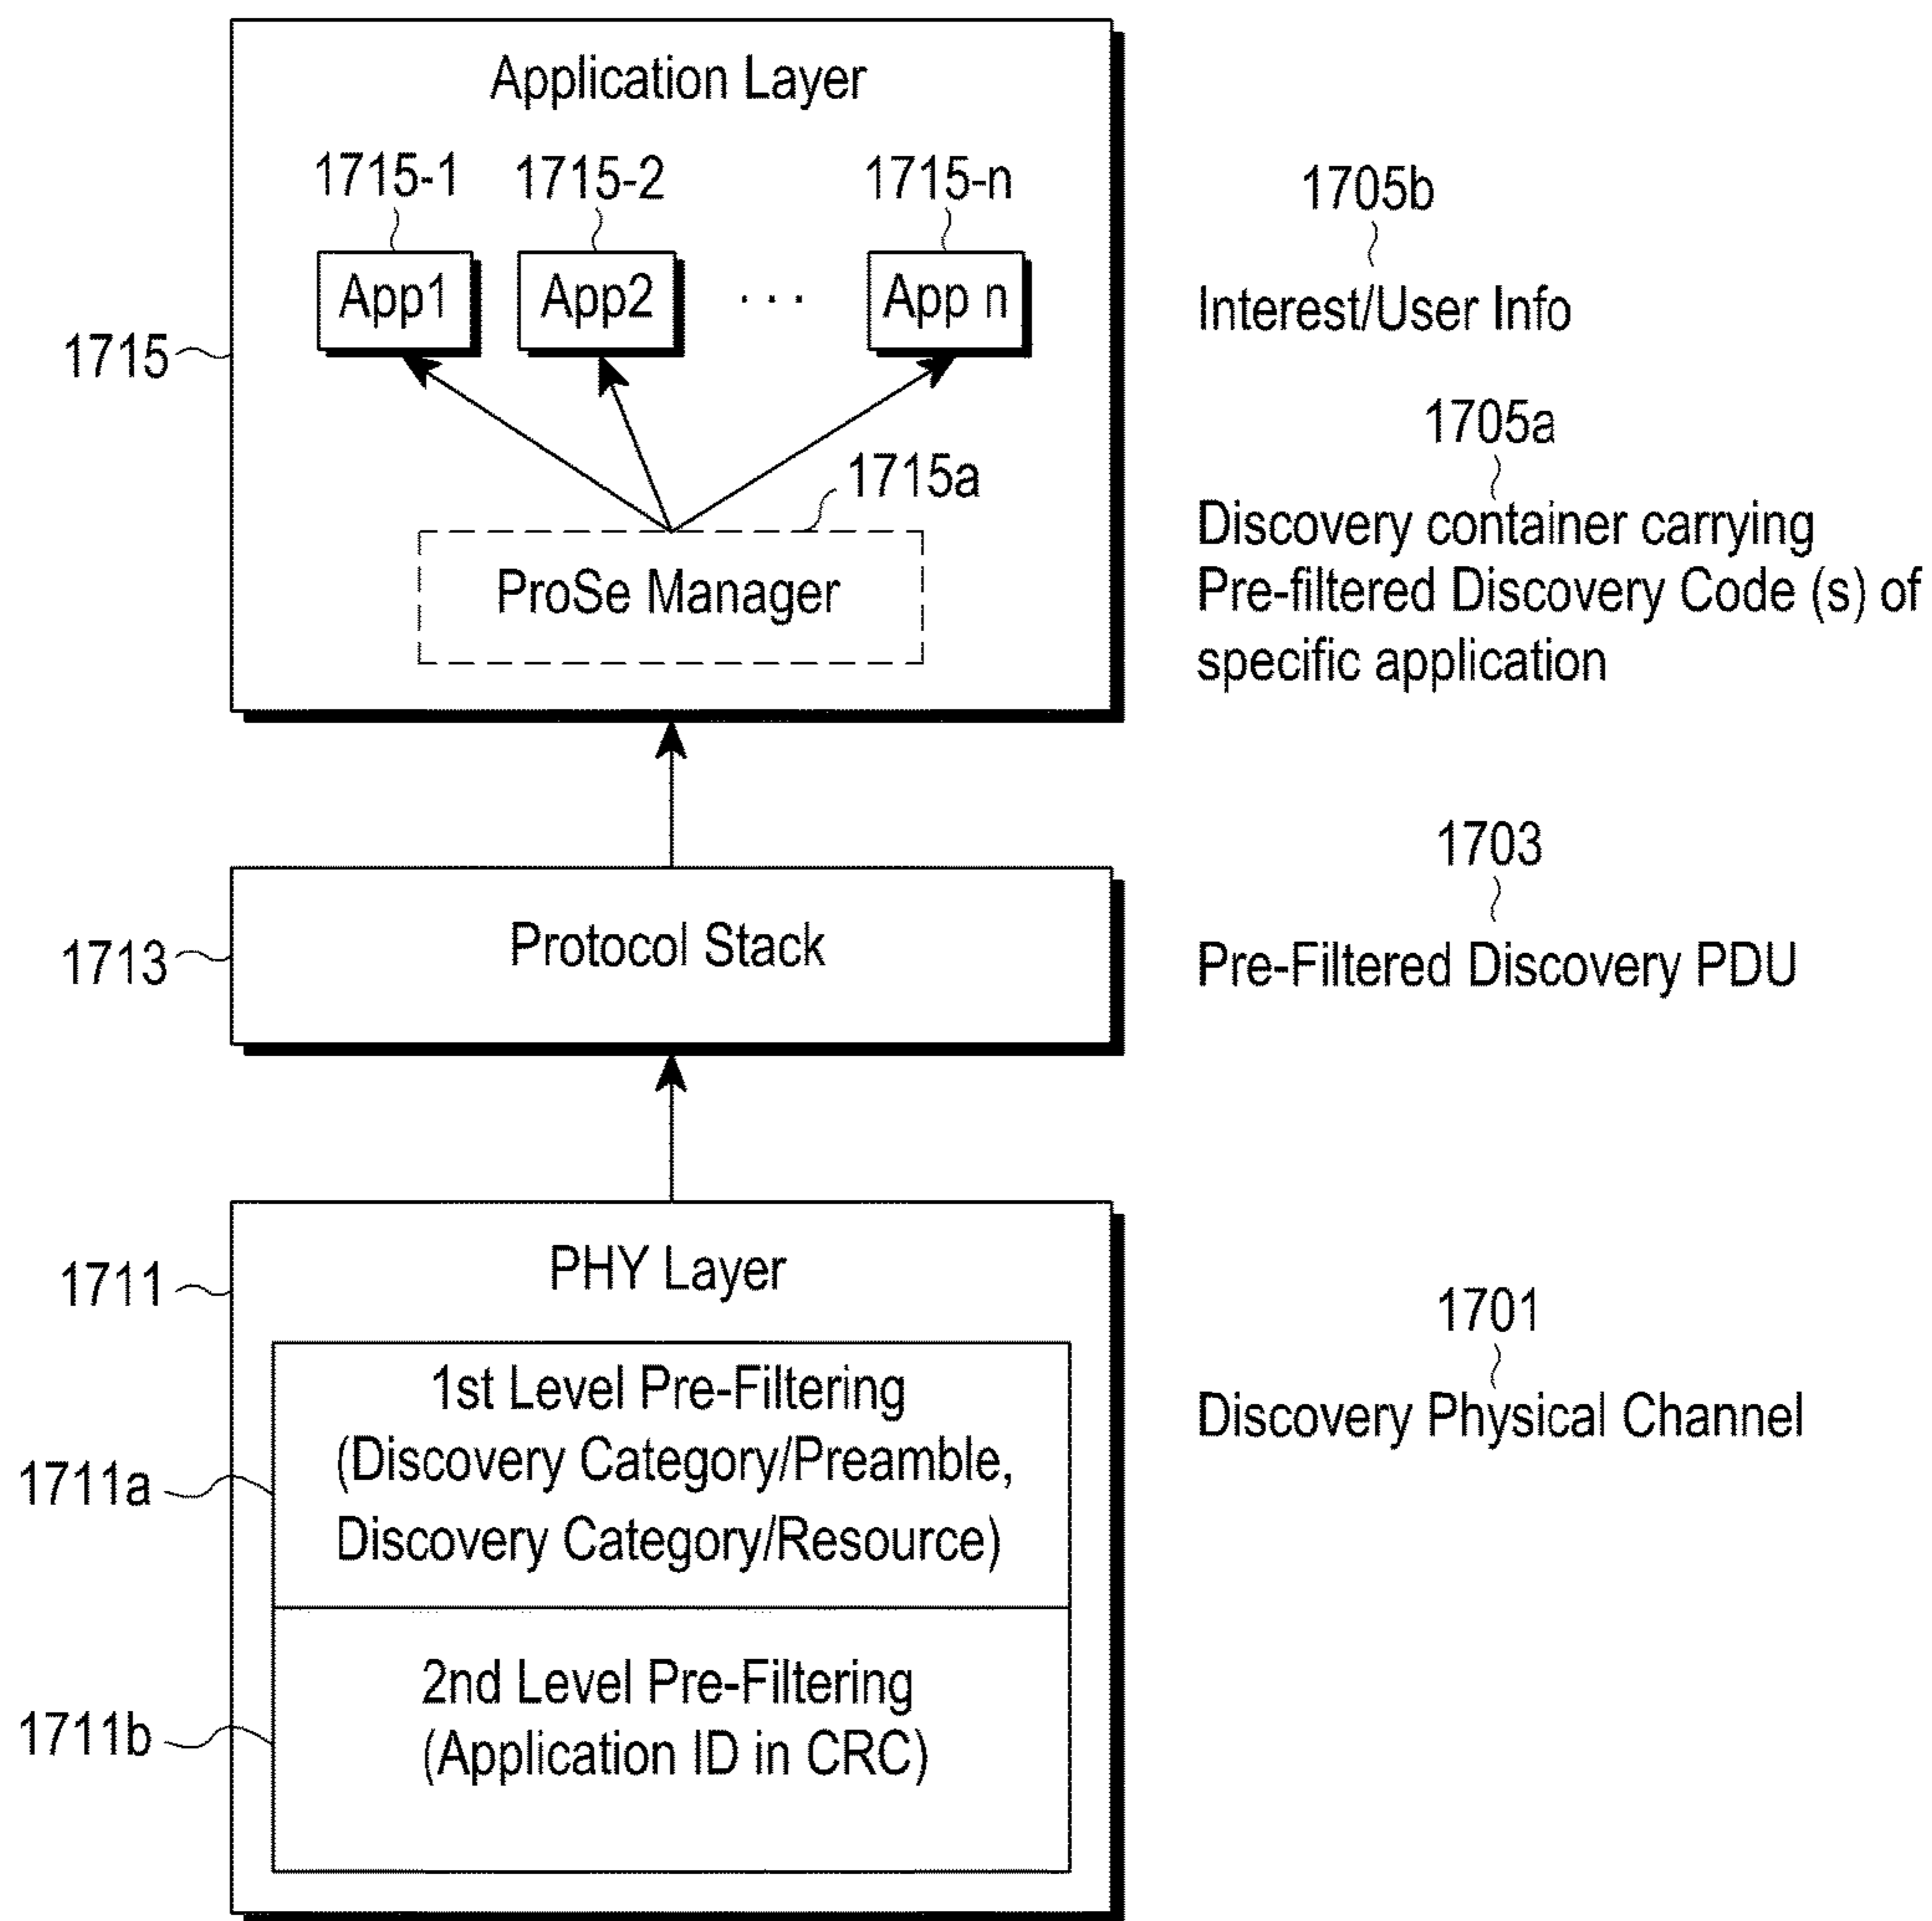 Application Layer
1715-1
1715-2
1715-n
App1
App2
...
App n
1715
1715a
ProSe Manager
1705b
Interest/User Info
1705a
Discovery container carrying
Pre-filtered Discovery Code (s) of
specific application
1713
Protocol Stack
1703
Pre-Filtered Discovery PDU
1711
PHY Layer
1701
Discovery Physical Channel
1711a
1st Level Pre-Filtering
(Discovery Category/Preamble,
Discovery Category/Resource)
1711b
2nd Level Pre-Filtering
(Application ID in CRC)